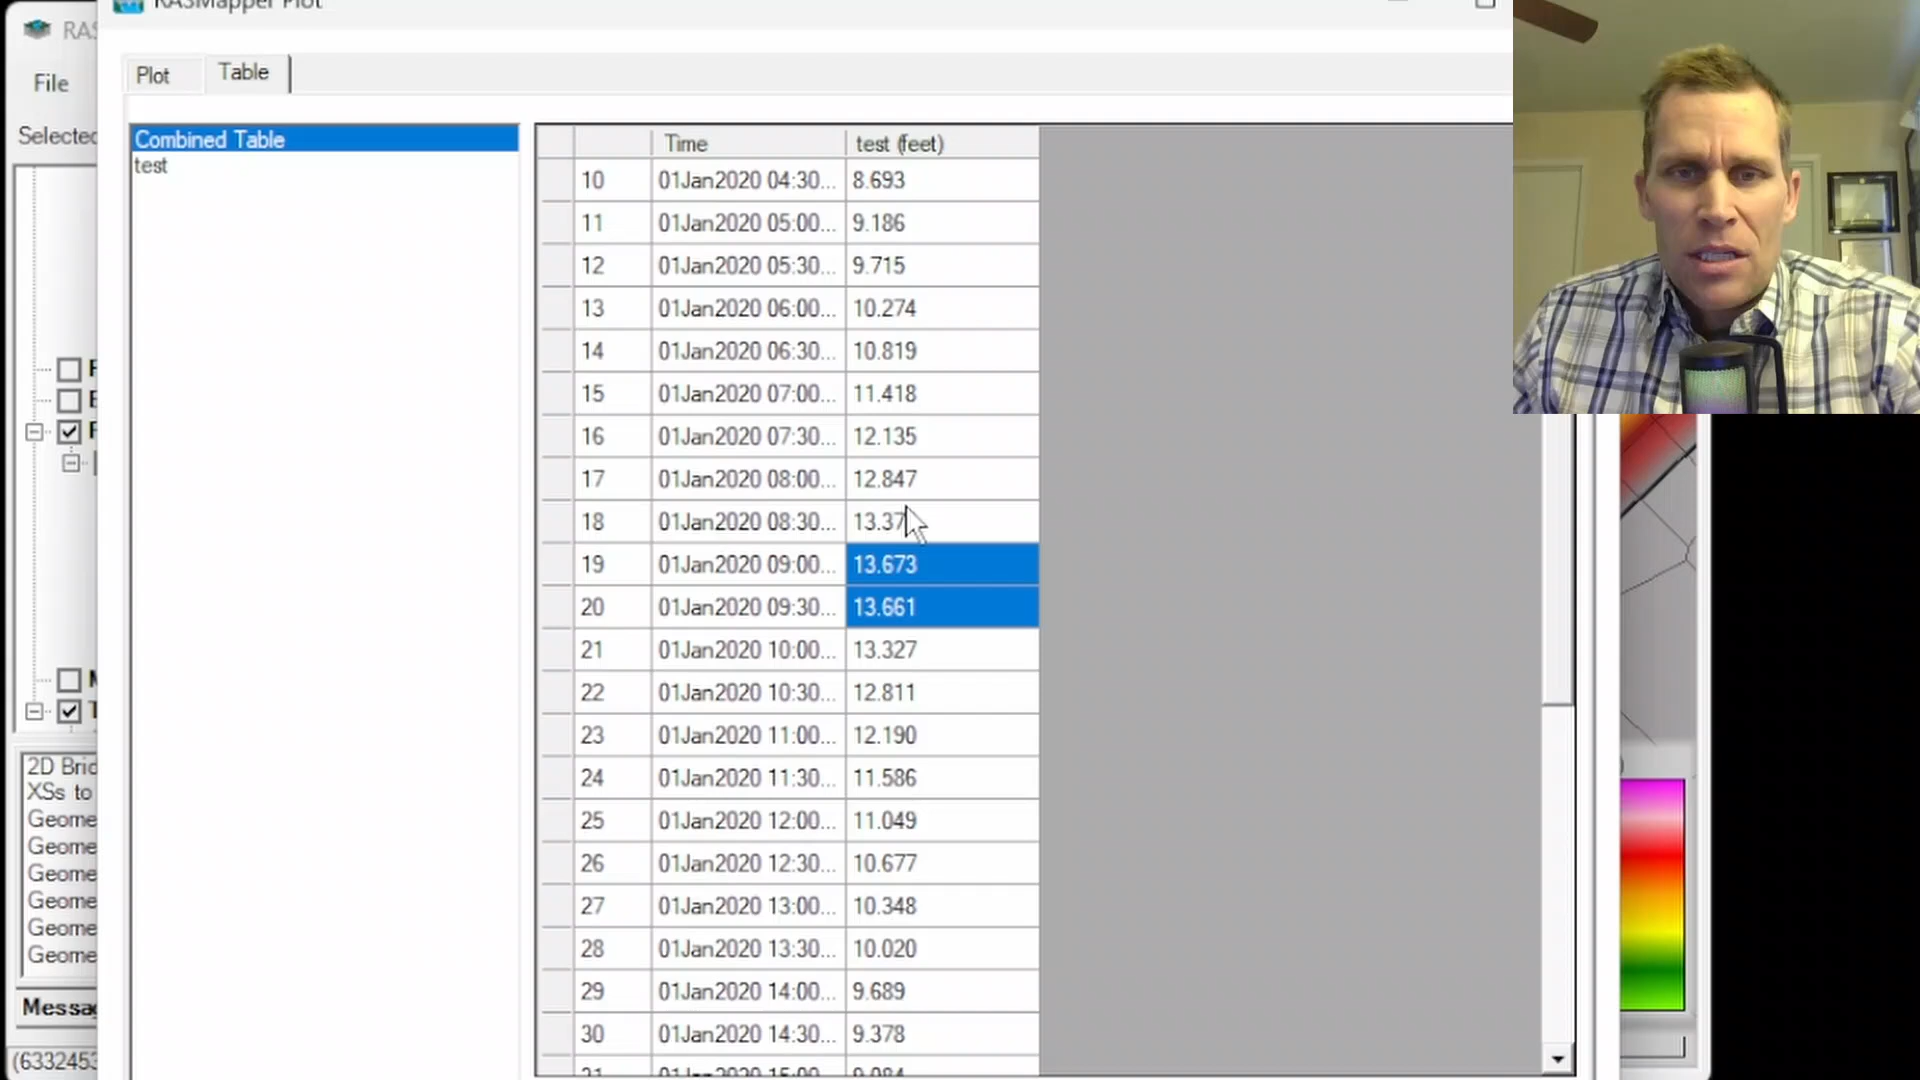 RASMapper Plot
RAS
File
Plot
Table
Selected
Combined Table
test
Time test (feet)
10 01Jan2020 04:30... 8.693
11 01Jan2020 05:00... 9.186
12 01Jan2020 05:30... 9.715
13 01Jan2020 06:00... 10.274
14 01Jan2020 06:30... 10.819
15 01Jan2020 07:00... 11.418
16 01Jan2020 07:30... 12.135
17 01Jan2020 08:00... 12.847
18 01Jan2020 08:30... 13.37
19 01Jan2020 09:00... 13.673
20 01Jan2020 09:30... 13.661
21 01Jan2020 10:00... 13.327
22 01Jan2020 10:30... 12.811
23 01Jan2020 11:00... 12.190
24 01Jan2020 11:30... 11.586
25 01Jan2020 12:00... 11.049
26 01Jan2020 12:30... 10.677
27 01Jan2020 13:00... 10.348
28 01Jan2020 13:30... 10.020
29 01Jan2020 14:00... 9.689
30 01Jan2020 14:30... 9.378
2D Brid
XSs to
Geome
Geome
Geome
Geome
Geome
Geome
Messag
(6332453